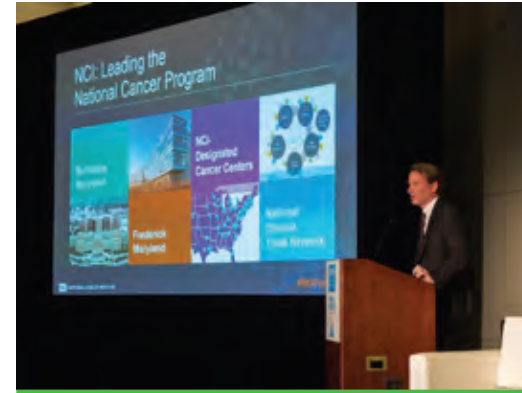 NCI: Leading the
National Cancer Program
Bethesda
Maryland
Frederick
Maryland
NCI-
Designated
Cancer Centers
National
Clinical
Trials Network